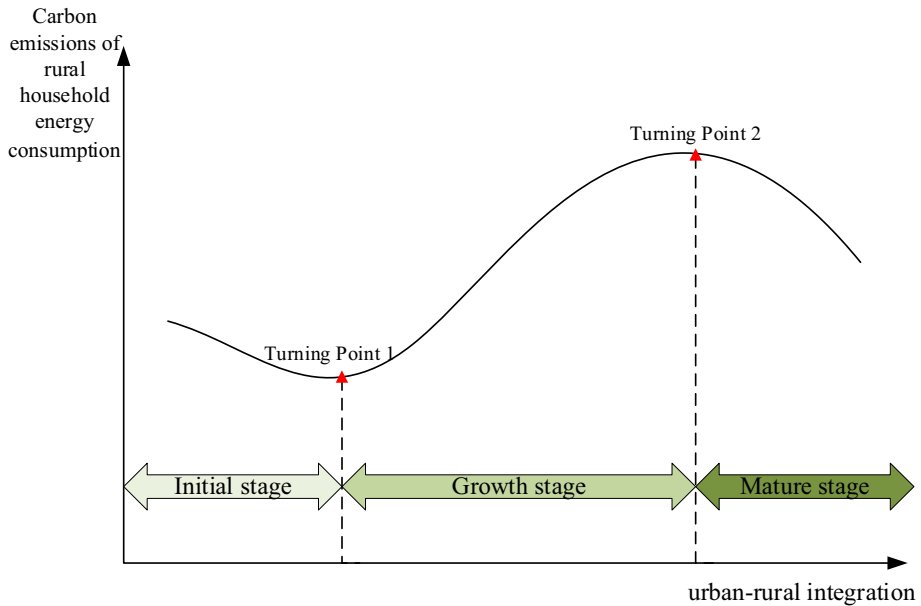 Carbon
emissions of
rural
household
energy
consumption
Turning Point 2
Turning Point 1
Initial stage
Growth stage
Mature stage
urban-rural integration